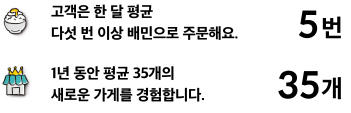 고객은 한 달 평균
다섯 번 이상 배민으로 주문해요.
5번
1년 동안 평균 35개의
새로운 가게를 경험합니다.
35개